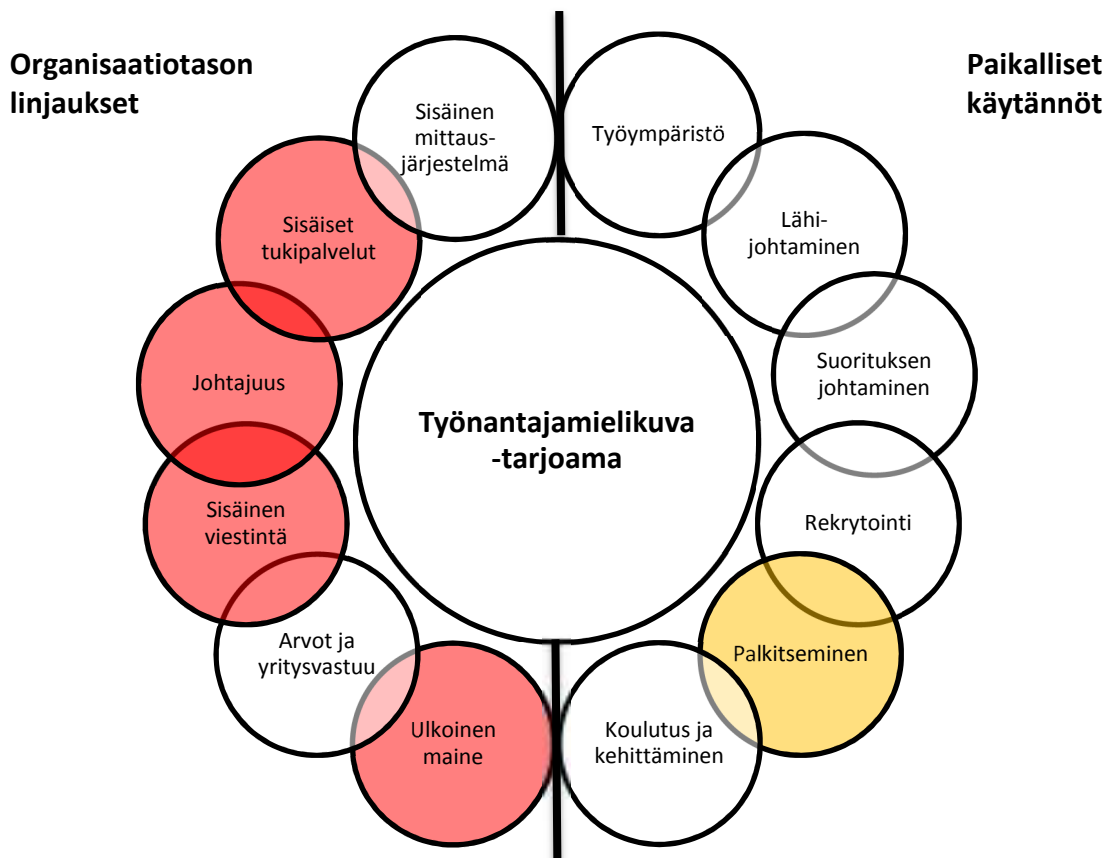 Organisaatiotason
linjaukset
Paikalliset
käytännöt
Sisäinen
mittaus-
järjestelmä
Työympäristö
Sisäiset
tukipalvelut
Lähi-
johtaminen
Johtajuus
Suorituksen
johtaminen
Työnantajamielikuva
-tarjoama
Sisäinen
viestintä
Rekrytointi
Arvot ja
yritysvastuu
Palkitseminen
Ulkoinen
maine
Koulutus ja
kehittäminen